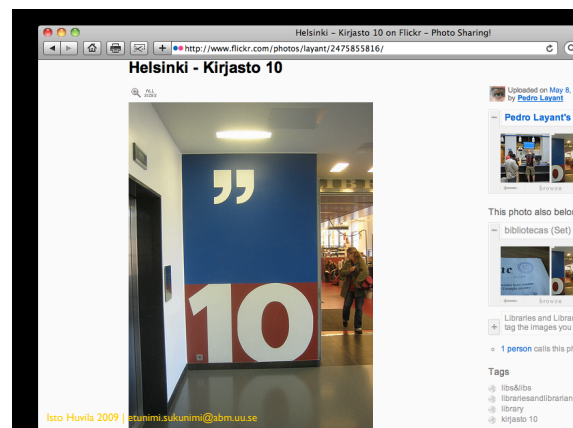 Helsinki – Kirjasto 10 on Flickr – Photo Sharing!
http://www.flickr.com/photos/layant/2475855816/
Helsinki - Kirjasto 10
ALL
SIZES
”
10
Uploaded on May 8,
by Pedro Layant
Pedro Layant's
browse
This photo also belo
bibliotecas (Set)
browse
Libraries and Libra
tag the images you
1 person calls this ph
Tags
libs&libs
librariesandlibrarian
library
kirjasto 10
Isto Huvila 2009 | etunimi.sukunimi@abm.uu.se